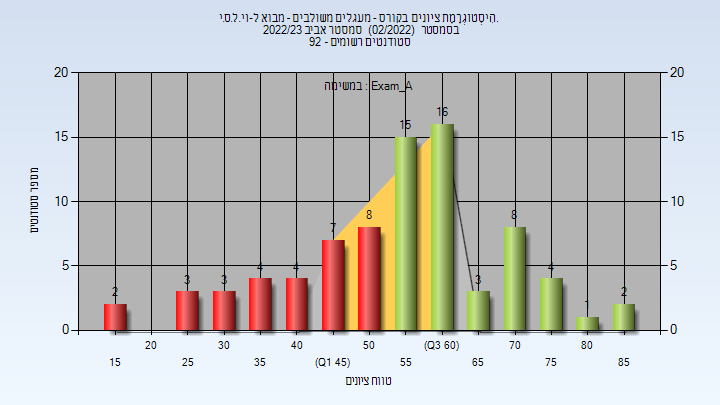 היסטוגרמת ציונים בקורס - מעגלים משולבים - מבוא ל-וי.ל.ס.י.
בסמסטר (02/2022) סמסטר אביב 2022/23
סטודנטים רשומים - 92
במשימה : Exam_A
מספר סטודנטים
20 20
15 15
10 10
5 5
0 0
2 3 3 4 4 7 8 15 16 3 8 4 1 2
20 30 40 50 (Q3 60) 70 80
15 25 35 (Q1 45) 55 65 75 85
טווח ציונים